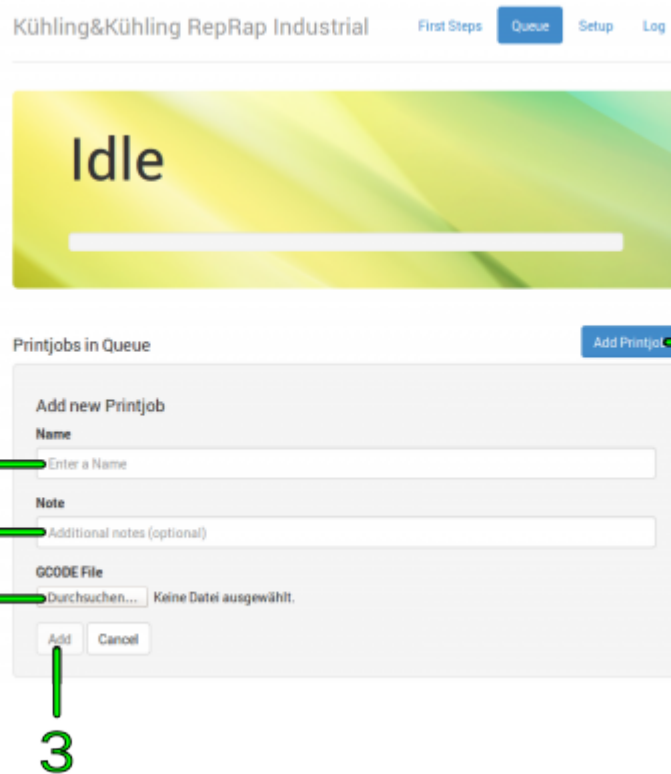 Kühling&Kühling RepRap Industrial First Steps Queue Setup Log
Idle
Printjobs in Queue Add Printjob
Add new Printjob
Name
Enter a Name
Note
Additional notes (optional)
GCODE File
Durchsuchen... Keine Datei ausgewählt.
Add Cancel
3